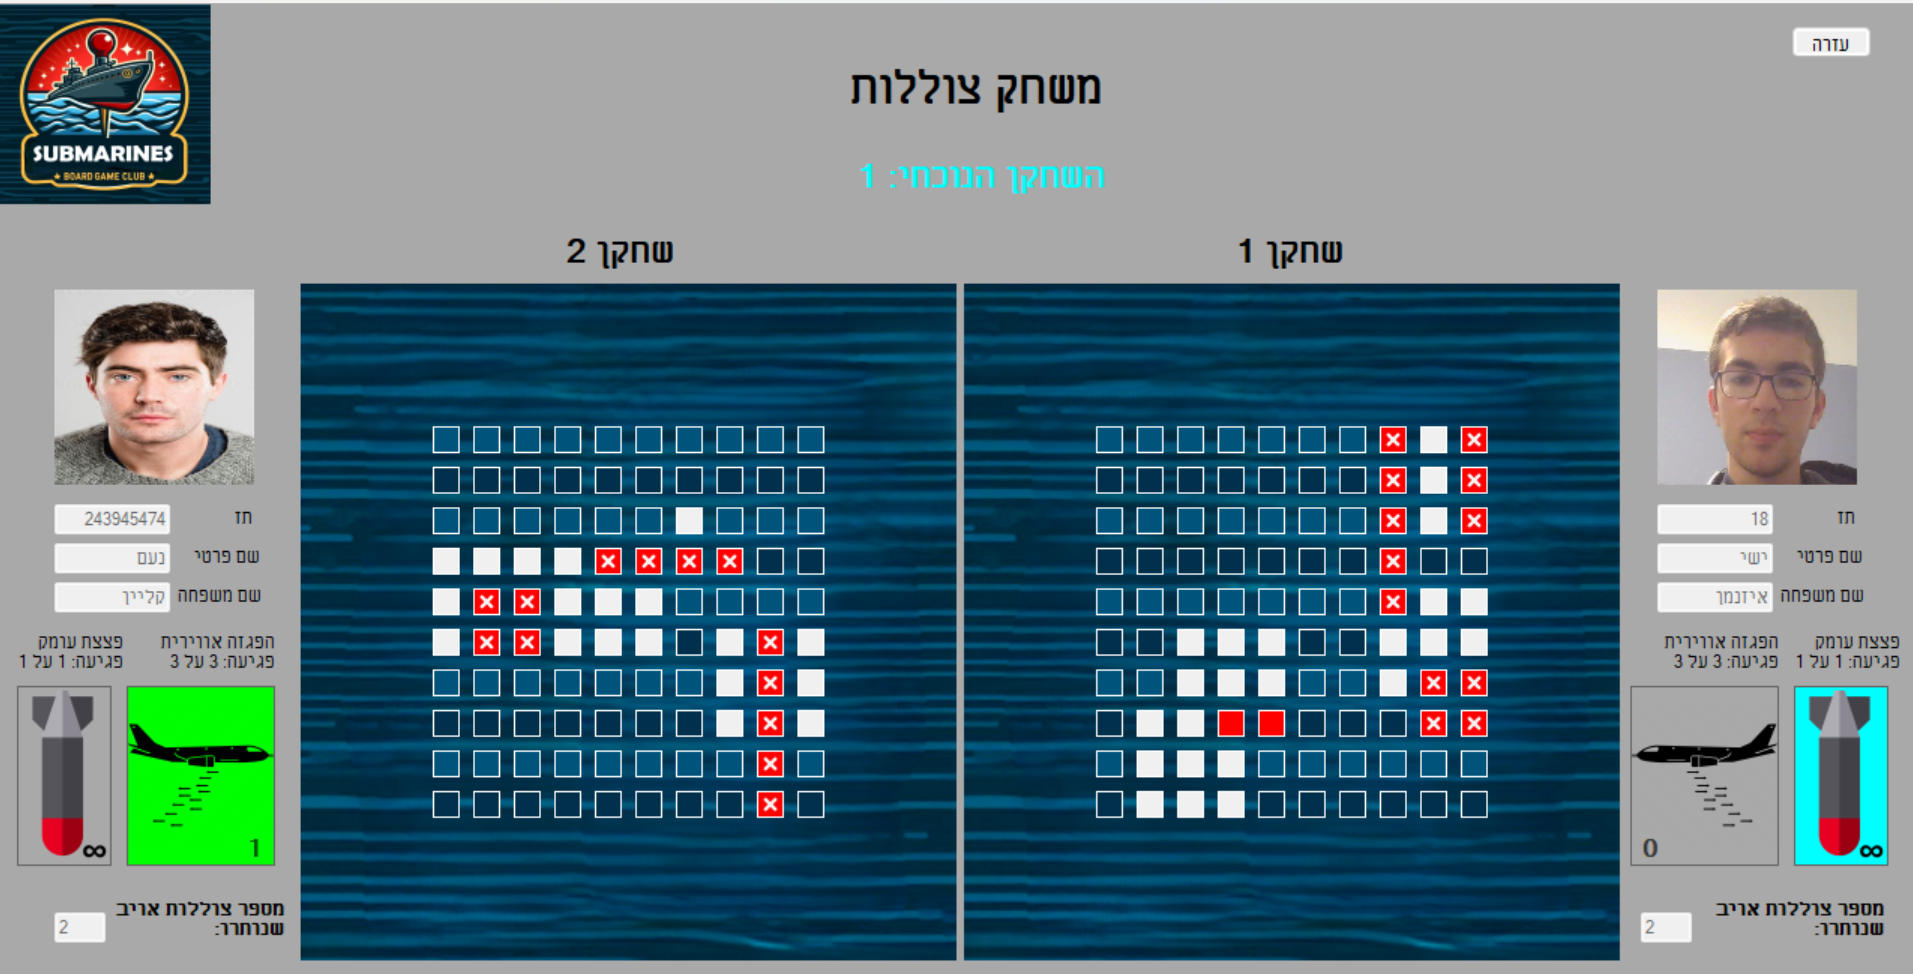 עזרה
SUBMARINES
BOARD GAME CLUB
משחק צוללות
השחקן הנוכחי: 1
שחקן 1
תז 18
שם פרטי ישי
שם משפחה איזנמן
פצצת עומק
פגיעה: 1 על 1
הפגזה אווירית
פגיעה: 3 על 3
∞
0
מספר צוללות אויב
שנותרו: 2
שחקן 2
תז 243945474
שם פרטי נעם
שם משפחה קליין
הפגזה אווירית
פגיעה: 3 על 3
פצצת עומק
פגיעה: 1 על 1
1
∞
מספר צוללות אויב
שנותרו: 2